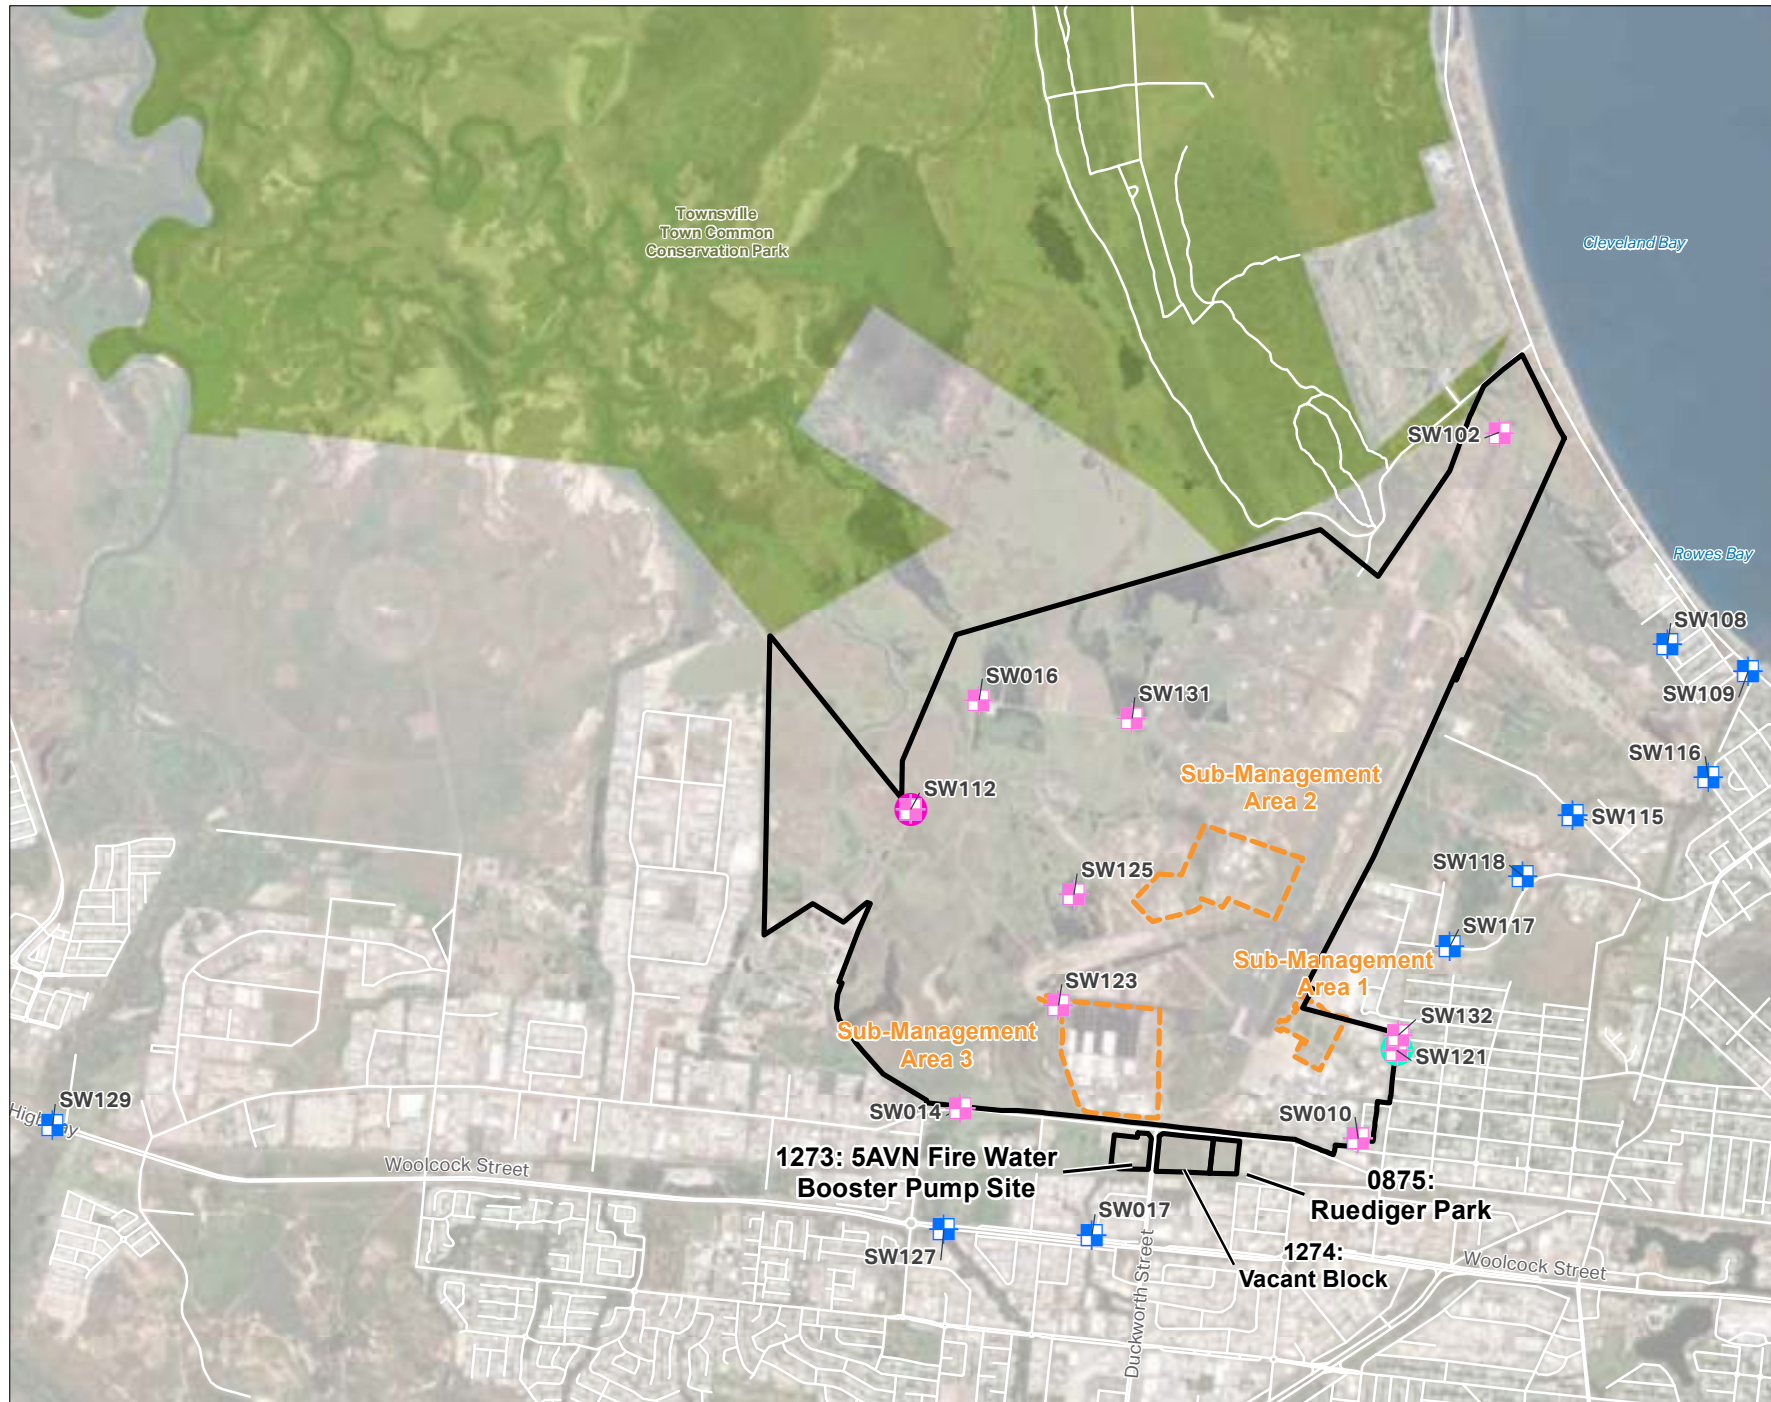 Townsville
Town Common
Conservation Park
Cleveland Bay
SW102
Rowes Bay
SW108
SW016
SW131
SW109
SW116
Sub-Management
Area 2
SW112
SW115
SW118
SW125
SW117
Sub-Management
Area 1
SW123
SW132
Sub-Management
Area 3
SW121
SW129
SW014
SW010
Highway
Woolcock Street
1273: 5AVN Fire Water
Booster Pump Site
0875:
Ruediger Park
SW017
SW127
Duckworth Street
1274:
Vacant Block
Woolcock Street